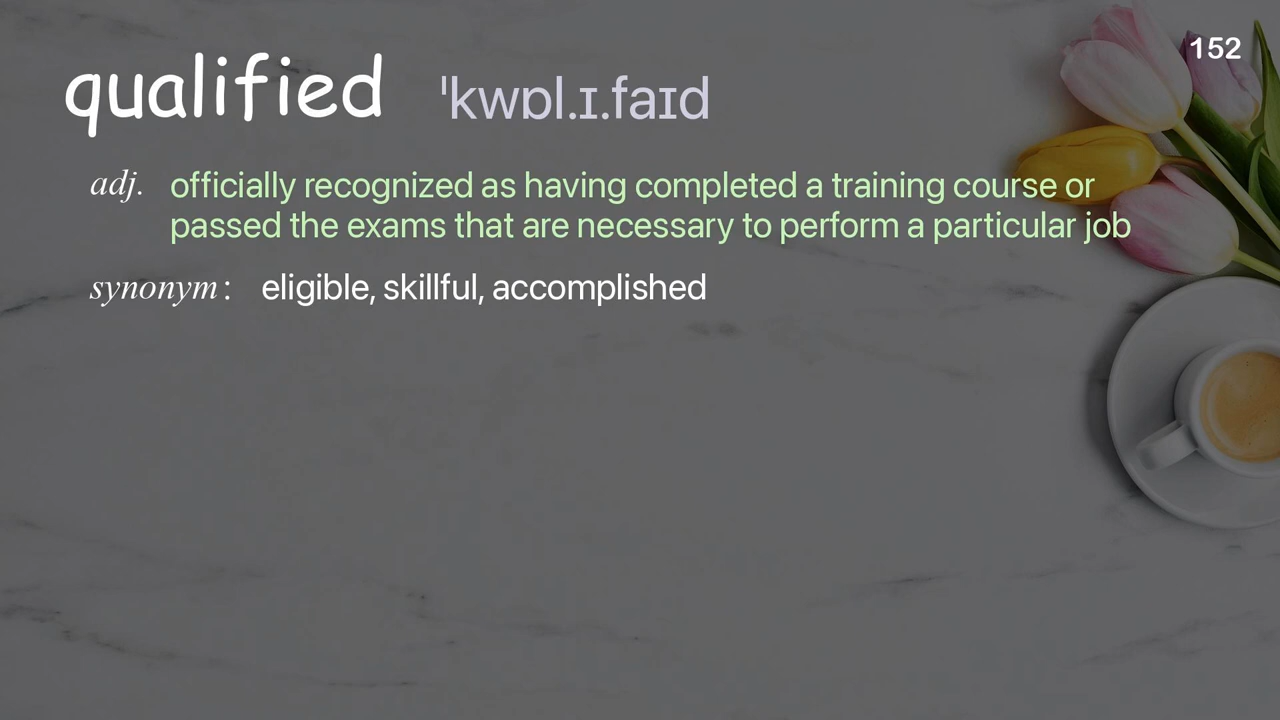 152
qualified ˈkwɒl.ɪ.faɪd
adj. officially recognized as having completed a training course or
passed the exams that are necessary to perform a particular job
synonym : eligible, skillful, accomplished